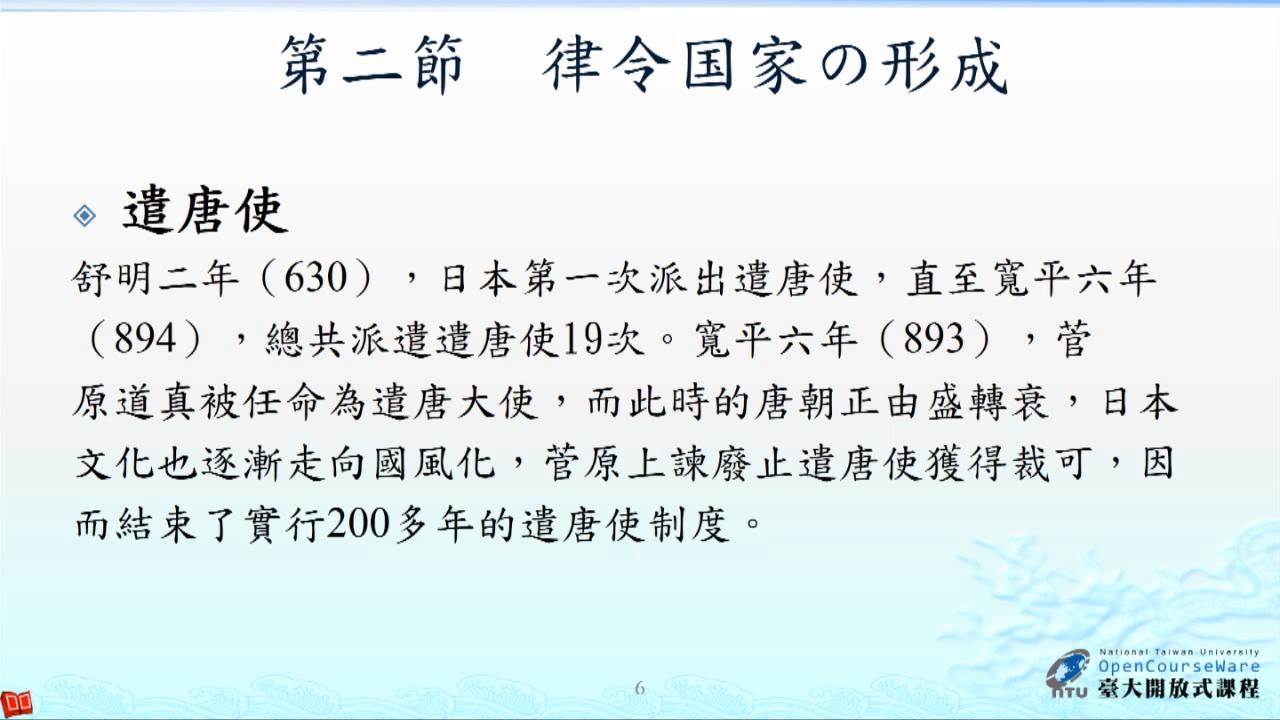 第二節　律令国家の形成
遣唐使
舒明二年（630），日本第一次派出遣唐使，直至寬平六年
（894），總共派遣遣唐使19次。寬平六年（893），菅
原道真被任命為遣唐大使，而此時的唐朝正由盛轉衰，日本
文化也逐漸走向國風化，菅原上諫廢止遣唐使獲得裁可，因
而結束了實行200多年的遣唐使制度。
6
National Taiwan University
OpenCourseWare
NTU 臺大開放式課程